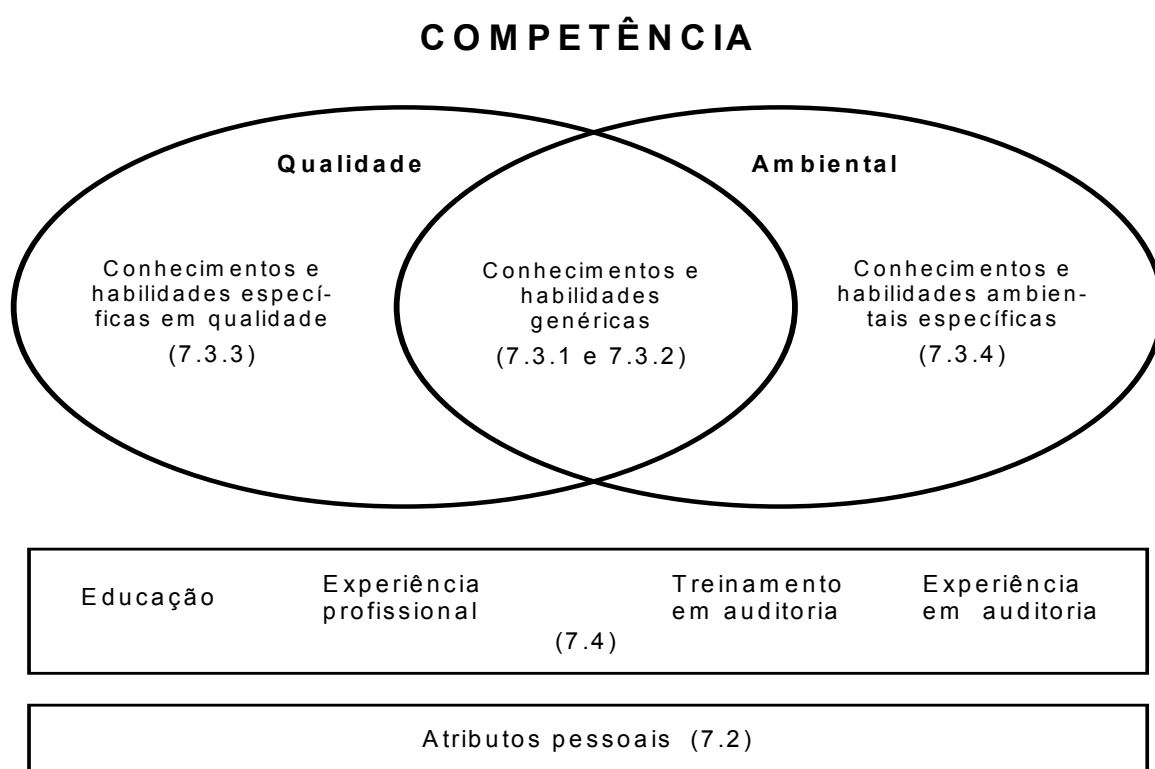 COMPETÊNCIA
Qualidade
Ambiental
Conhecimentos e
habilidades especí-
ficas em qualidade
(7.3.3)
Conhecimentos e
habilidades
genéricas
(7.3.1 e 7.3.2)
Conhecimentos e
habilidades ambien-
tais específicas
(7.3.4)
Educação
Experiência
profissional
Treinamento
em auditoria
Experiência
em auditoria
(7.4)
Atributos pessoais (7.2)